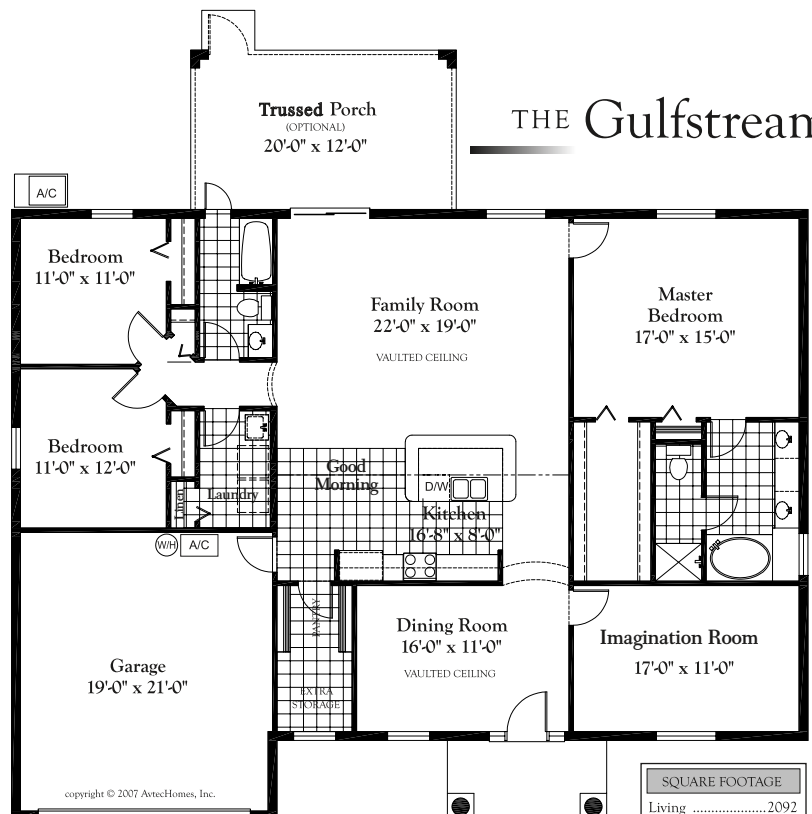 THE Gulfstream
Trussed Porch
(OPTIONAL)
20'-0" x 12'-0"
A/C
Bedroom
11'-0" x 11'-0"
Family Room
22'-0" x 19'-0"
VAULTED CEILING
Master
Bedroom
17'-0" x 15'-0"
Bedroom
11'-0" x 12'-0"
Linen
Laundry
Good
Morning
D/W
Kitchen
16'-8" x 8'-0"
W/H
A/C
PANTRY
EXTRA
STORAGE
Dining Room
16'-0" x 11'-0"
VAULTED CEILING
Imagination Room
17'-0" x 11'-0"
Garage
19'-0" x 21'-0"
copyright © 2007 AvtecHomes, Inc.
SQUARE FOOTAGE
Living ....................2092